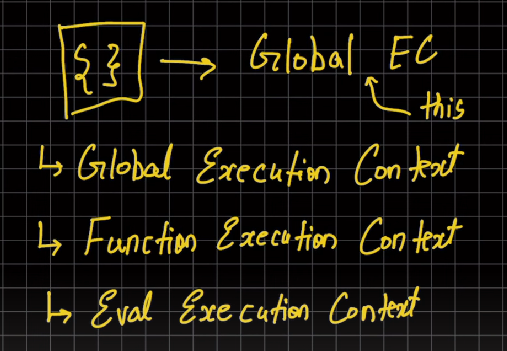 { } → Global EC
this
↳ Global Execution Context
↳ Function Execution Context
↳ Eval Execution Context